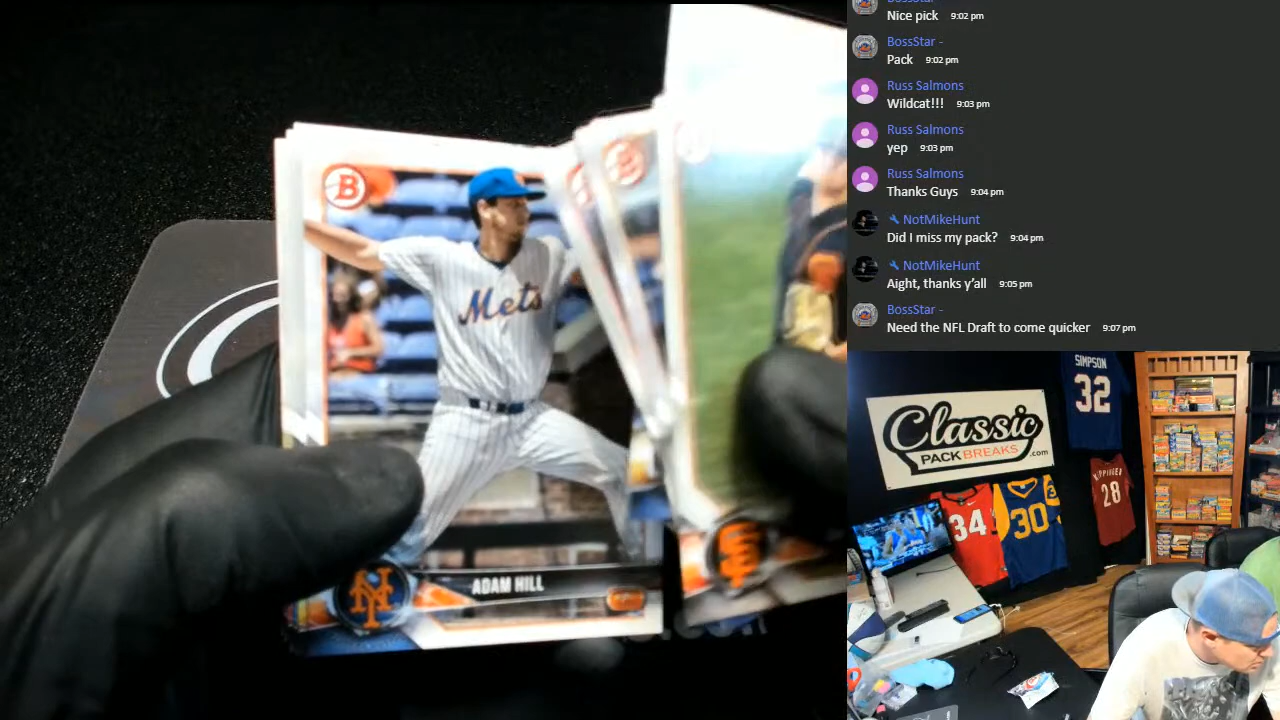 Nice pick 9:02 pm
BossStar -
Pack 9:02 pm
Russ Salmons
Wildcat!!! 9:03 pm
Russ Salmons
yep 9:03 pm
Russ Salmons
Thanks Guys 9:04 pm
NotMikeHunt
Did I miss my pack? 9:04 pm
NotMikeHunt
Aight, thanks y'all 9:05 pm
BossStar -
Need the NFL Draft to come quicker 9:07 pm
B
Mets
ADAM HILL
NY
B
SF
SIMPSON
32
Classic
PACK BREAKS
.com
34
30
28